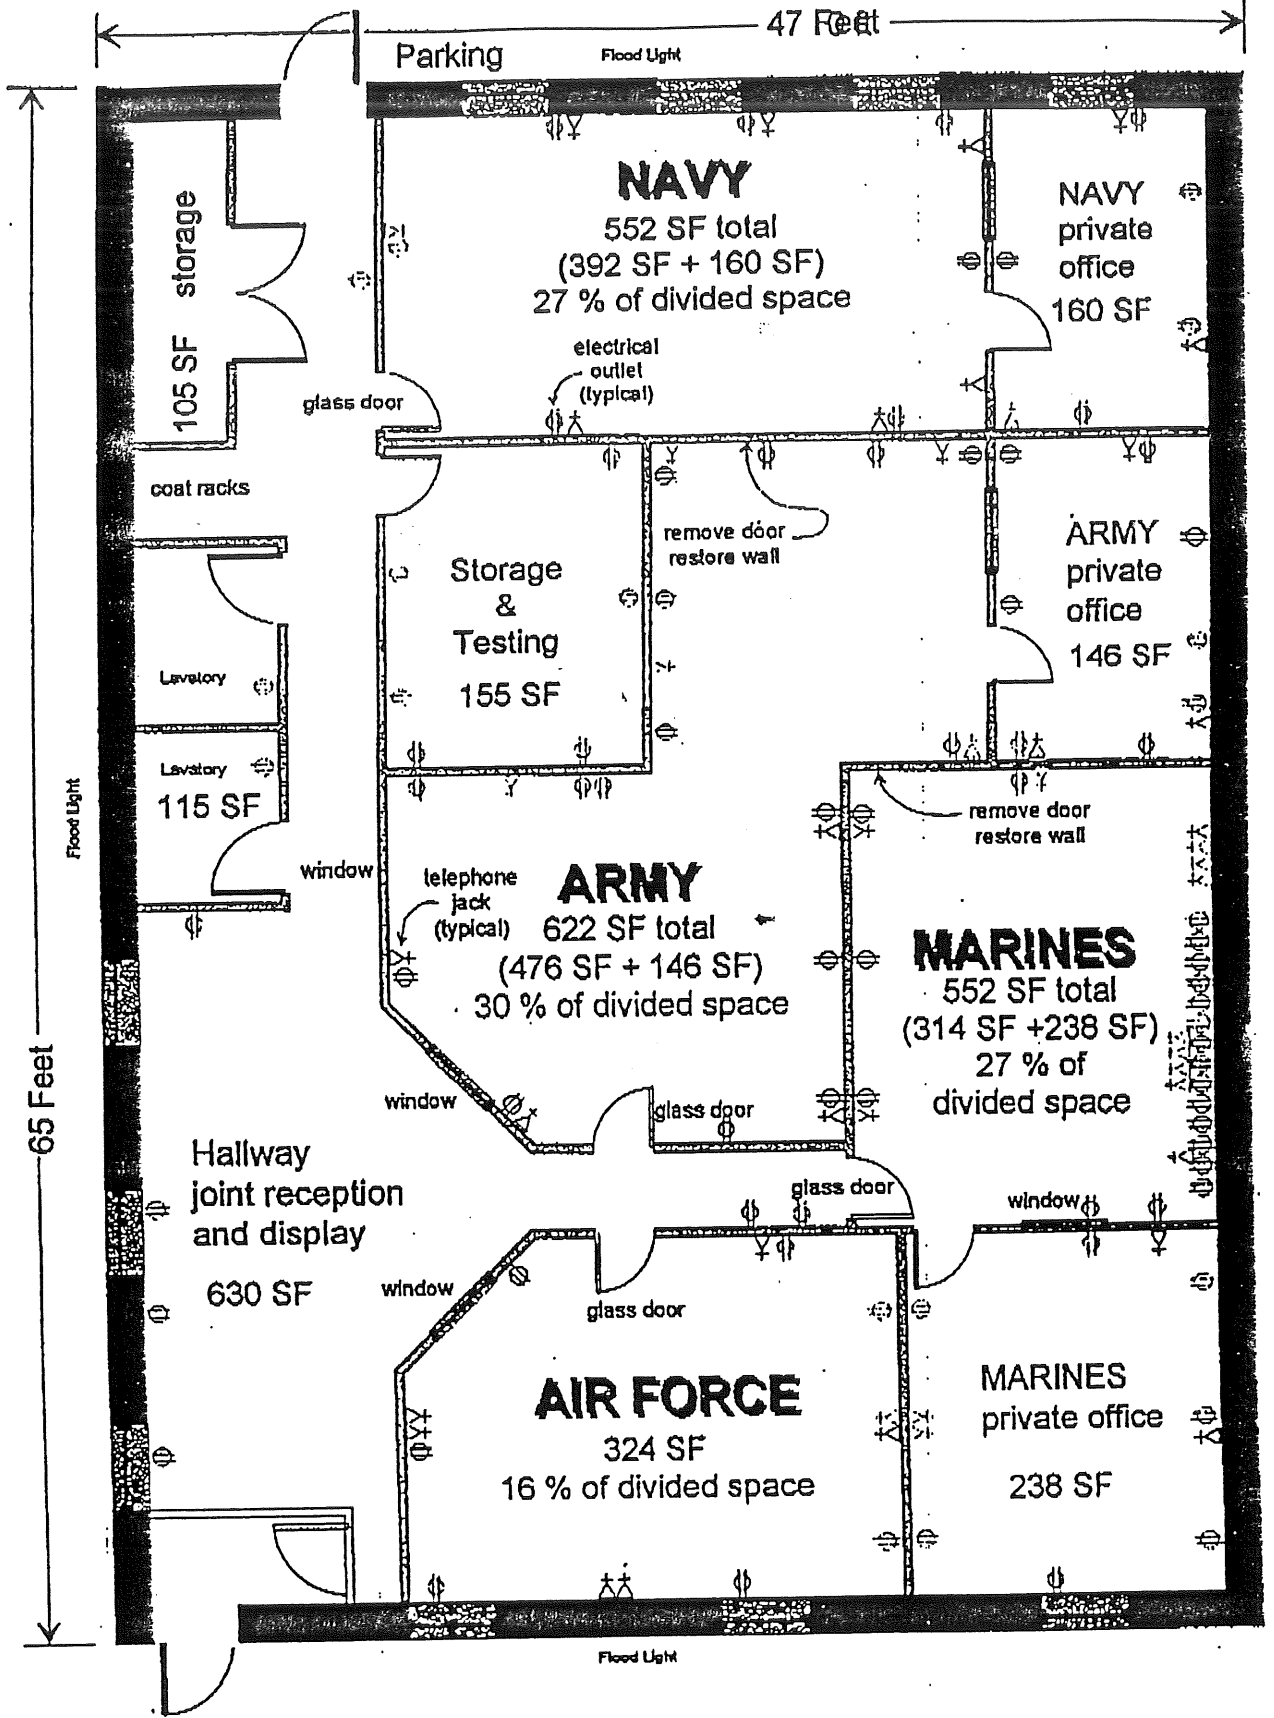 47 Feet
Parking
Flood Light
NAVY
552 SF total
(392 SF + 160 SF)
27 % of divided space
NAVY
private
office
160 SF
storage
105 SF
electrical
outlet
(typical)
glass door
coat racks
remove door
restore wall
ARMY
private
office
146 SF
Storage
&
Testing
155 SF
Lavatory
Lavatory
115 SF
Flood Light
window
telephone
jack
(typical)
ARMY
622 SF total
(476 SF + 146 SF)
30 % of divided space
remove door
restore wall
MARINES
552 SF total
(314 SF +238 SF)
27 % of
divided space
65 Feet
window
glass door
Hallway
joint reception
and display
630 SF
glass door
window
window
glass door
AIR FORCE
324 SF
16 % of divided space
MARINES
private office
238 SF
Flood Light